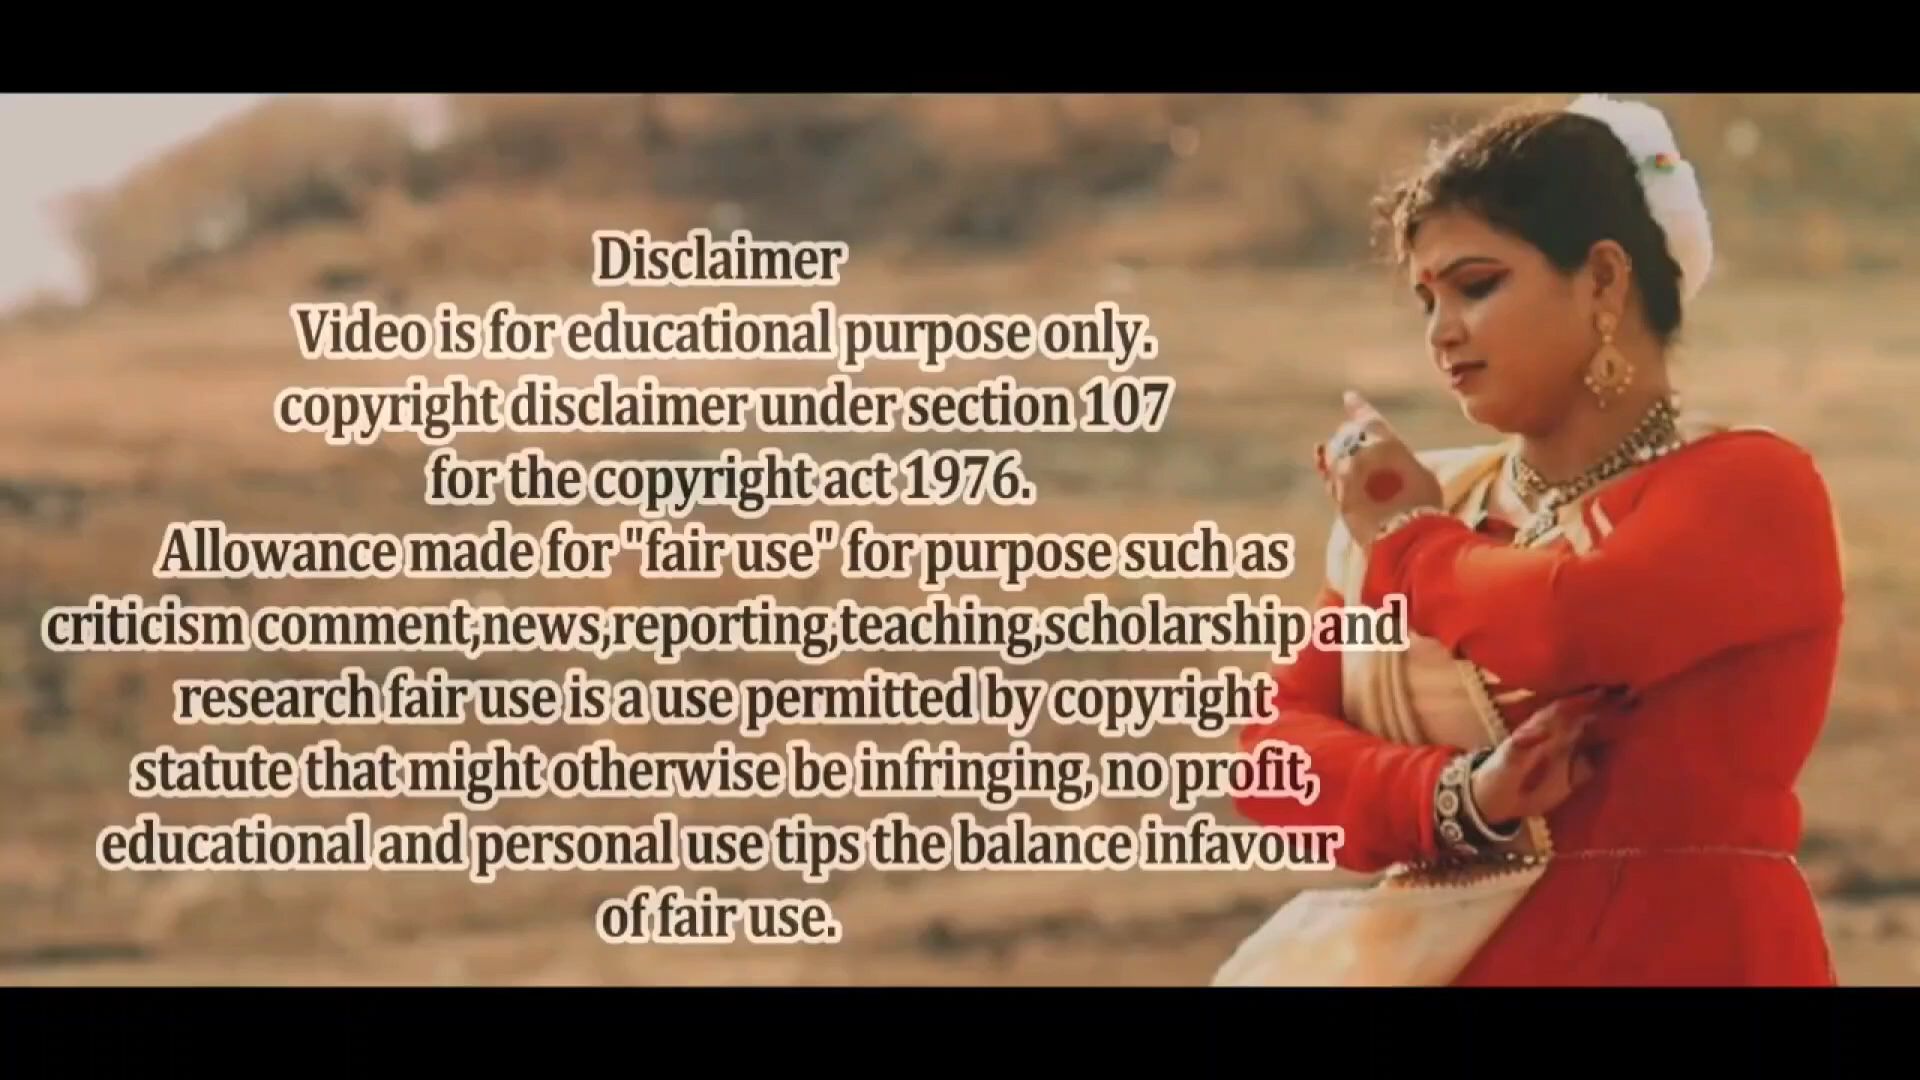 Disclaimer
Video is for educational purpose only.
copyright disclaimer under section 107
for the copyright act 1976.
Allowance made for "fair use" for purpose such as
criticism comment,news,reporting,teaching,scholarship and
research fair use is a use permitted by copyright
statute that might otherwise be infringing, no profit,
educational and personal use tips the balance infavour
of fair use.